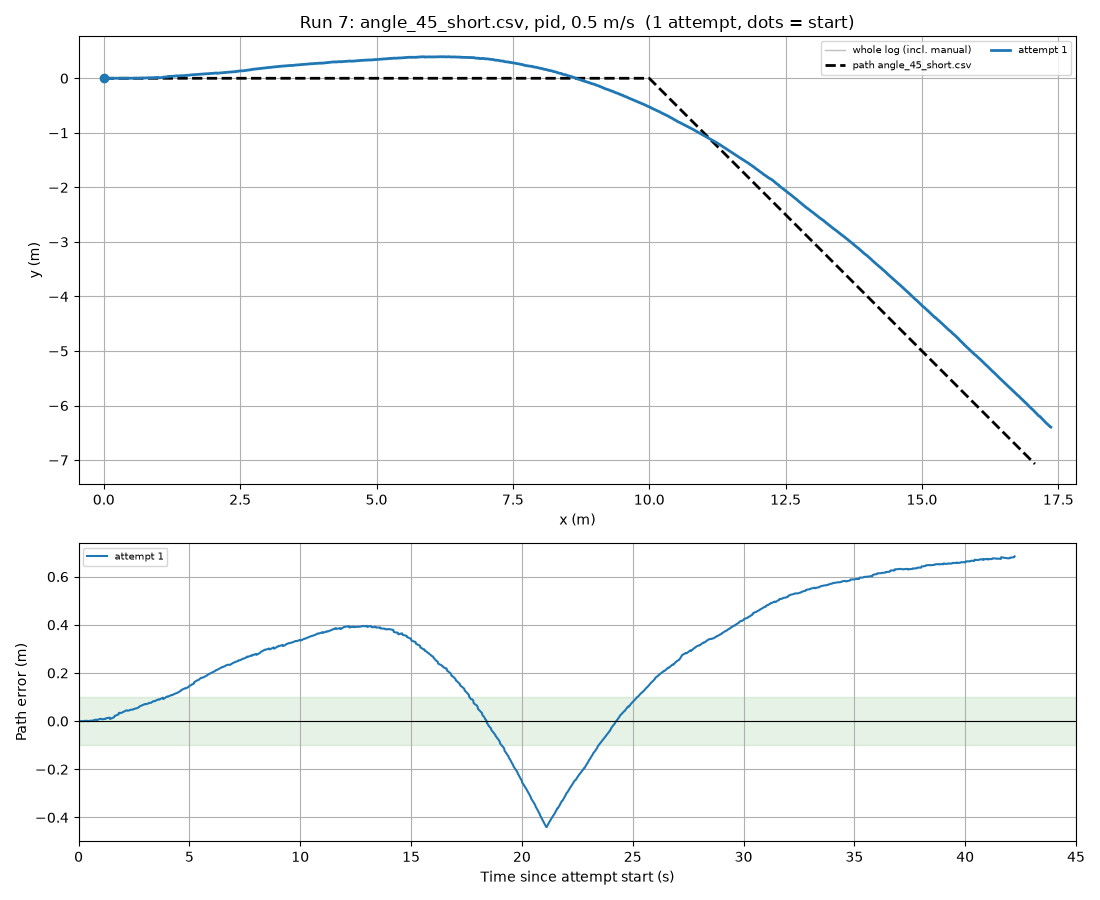 Run 7: angle_45_short.csv, pid, 0.5 m/s  (1 attempt, dots = start)
whole log (incl. manual)
path angle_45_short.csv
attempt 1
0
−1
−2
−3
−4
−5
−6
−7
y (m)
0.0 2.5 5.0 7.5 10.0 12.5 15.0 17.5
x (m)
attempt 1
0.6
0.4
0.2
0.0
−0.2
−0.4
Path error (m)
0 5 10 15 20 25 30 35 40 45
Time since attempt start (s)